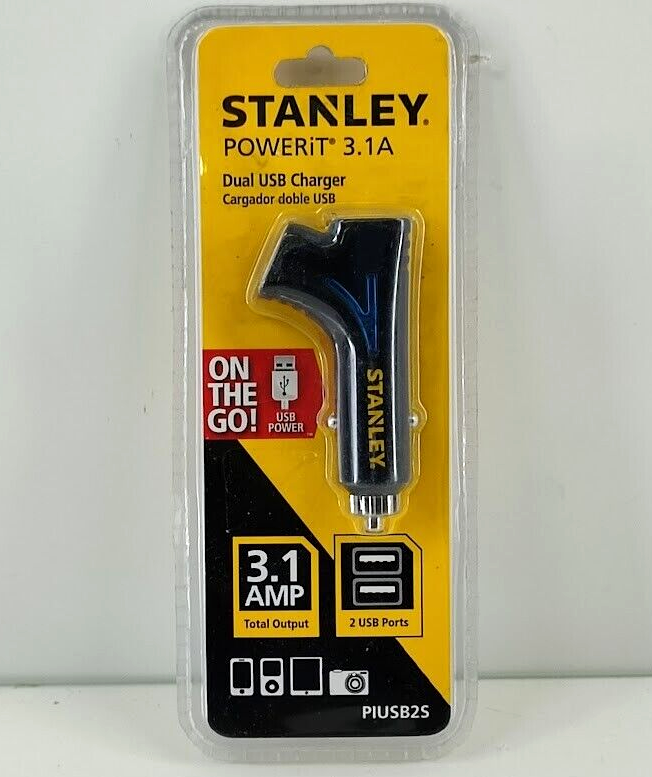 STANLEY®
POWERiT® 3.1A
Dual USB Charger
Cargador doble USB
ON
THE
GO!
USB
POWER™
STANLEY
3.1
AMP
Total Output
2 USB Ports
PIUSB2S